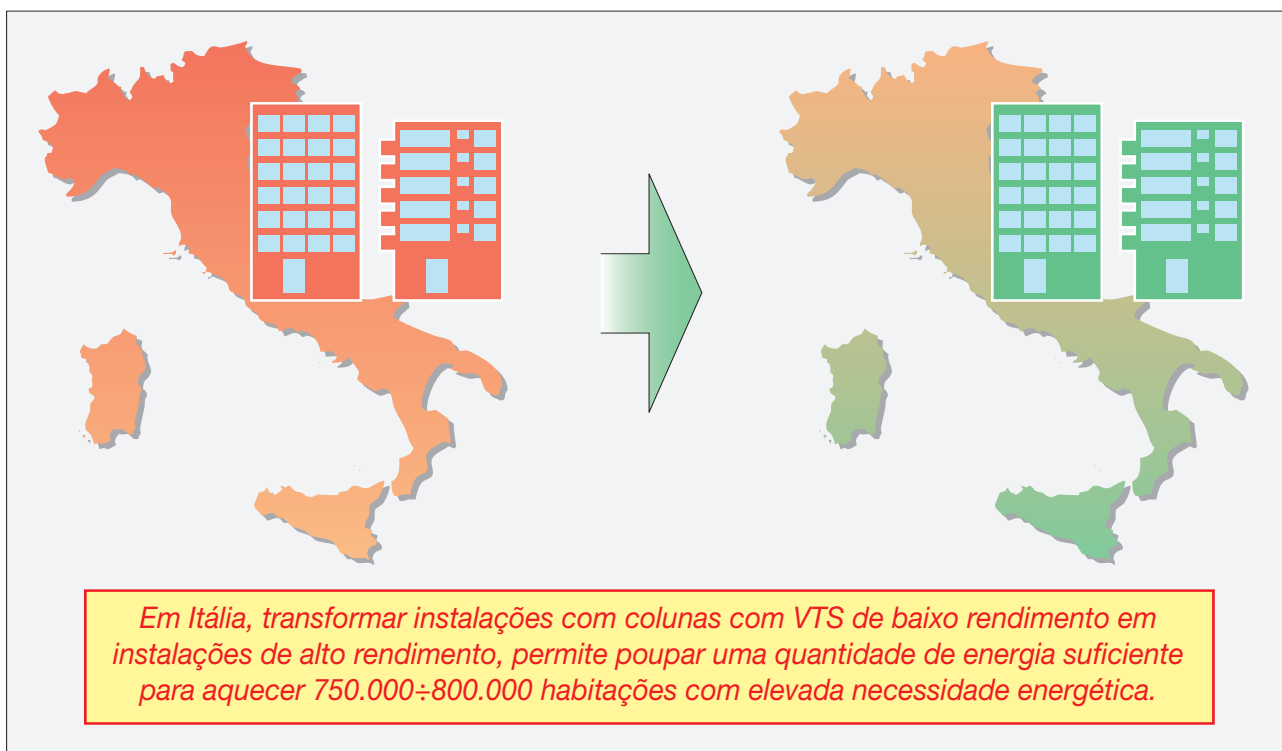 Em Itália, transformar instalações com colunas com VTS de baixo rendimento em
instalações de alto rendimento, permite poupar uma quantidade de energia suficiente
para aquecer 750.000÷800.000 habitações com elevada necessidade energética.